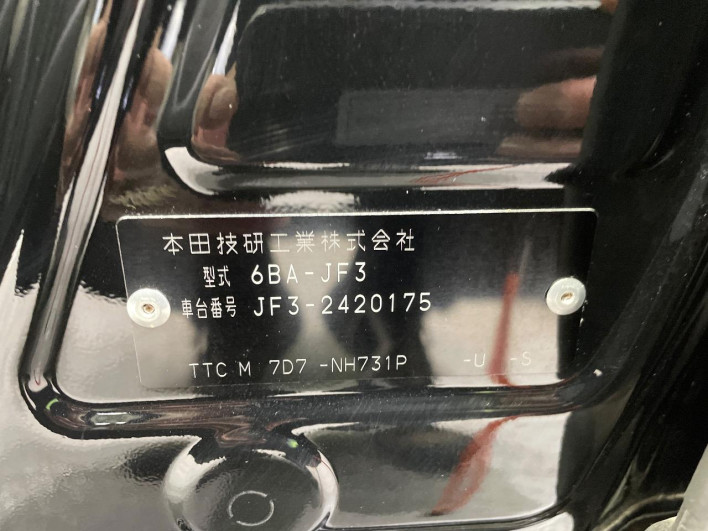 本田技研工業株式会社
型式 6BA-JF3
車台番号 JF3-2420175
TTC M 7D7 -NH731P -U -S